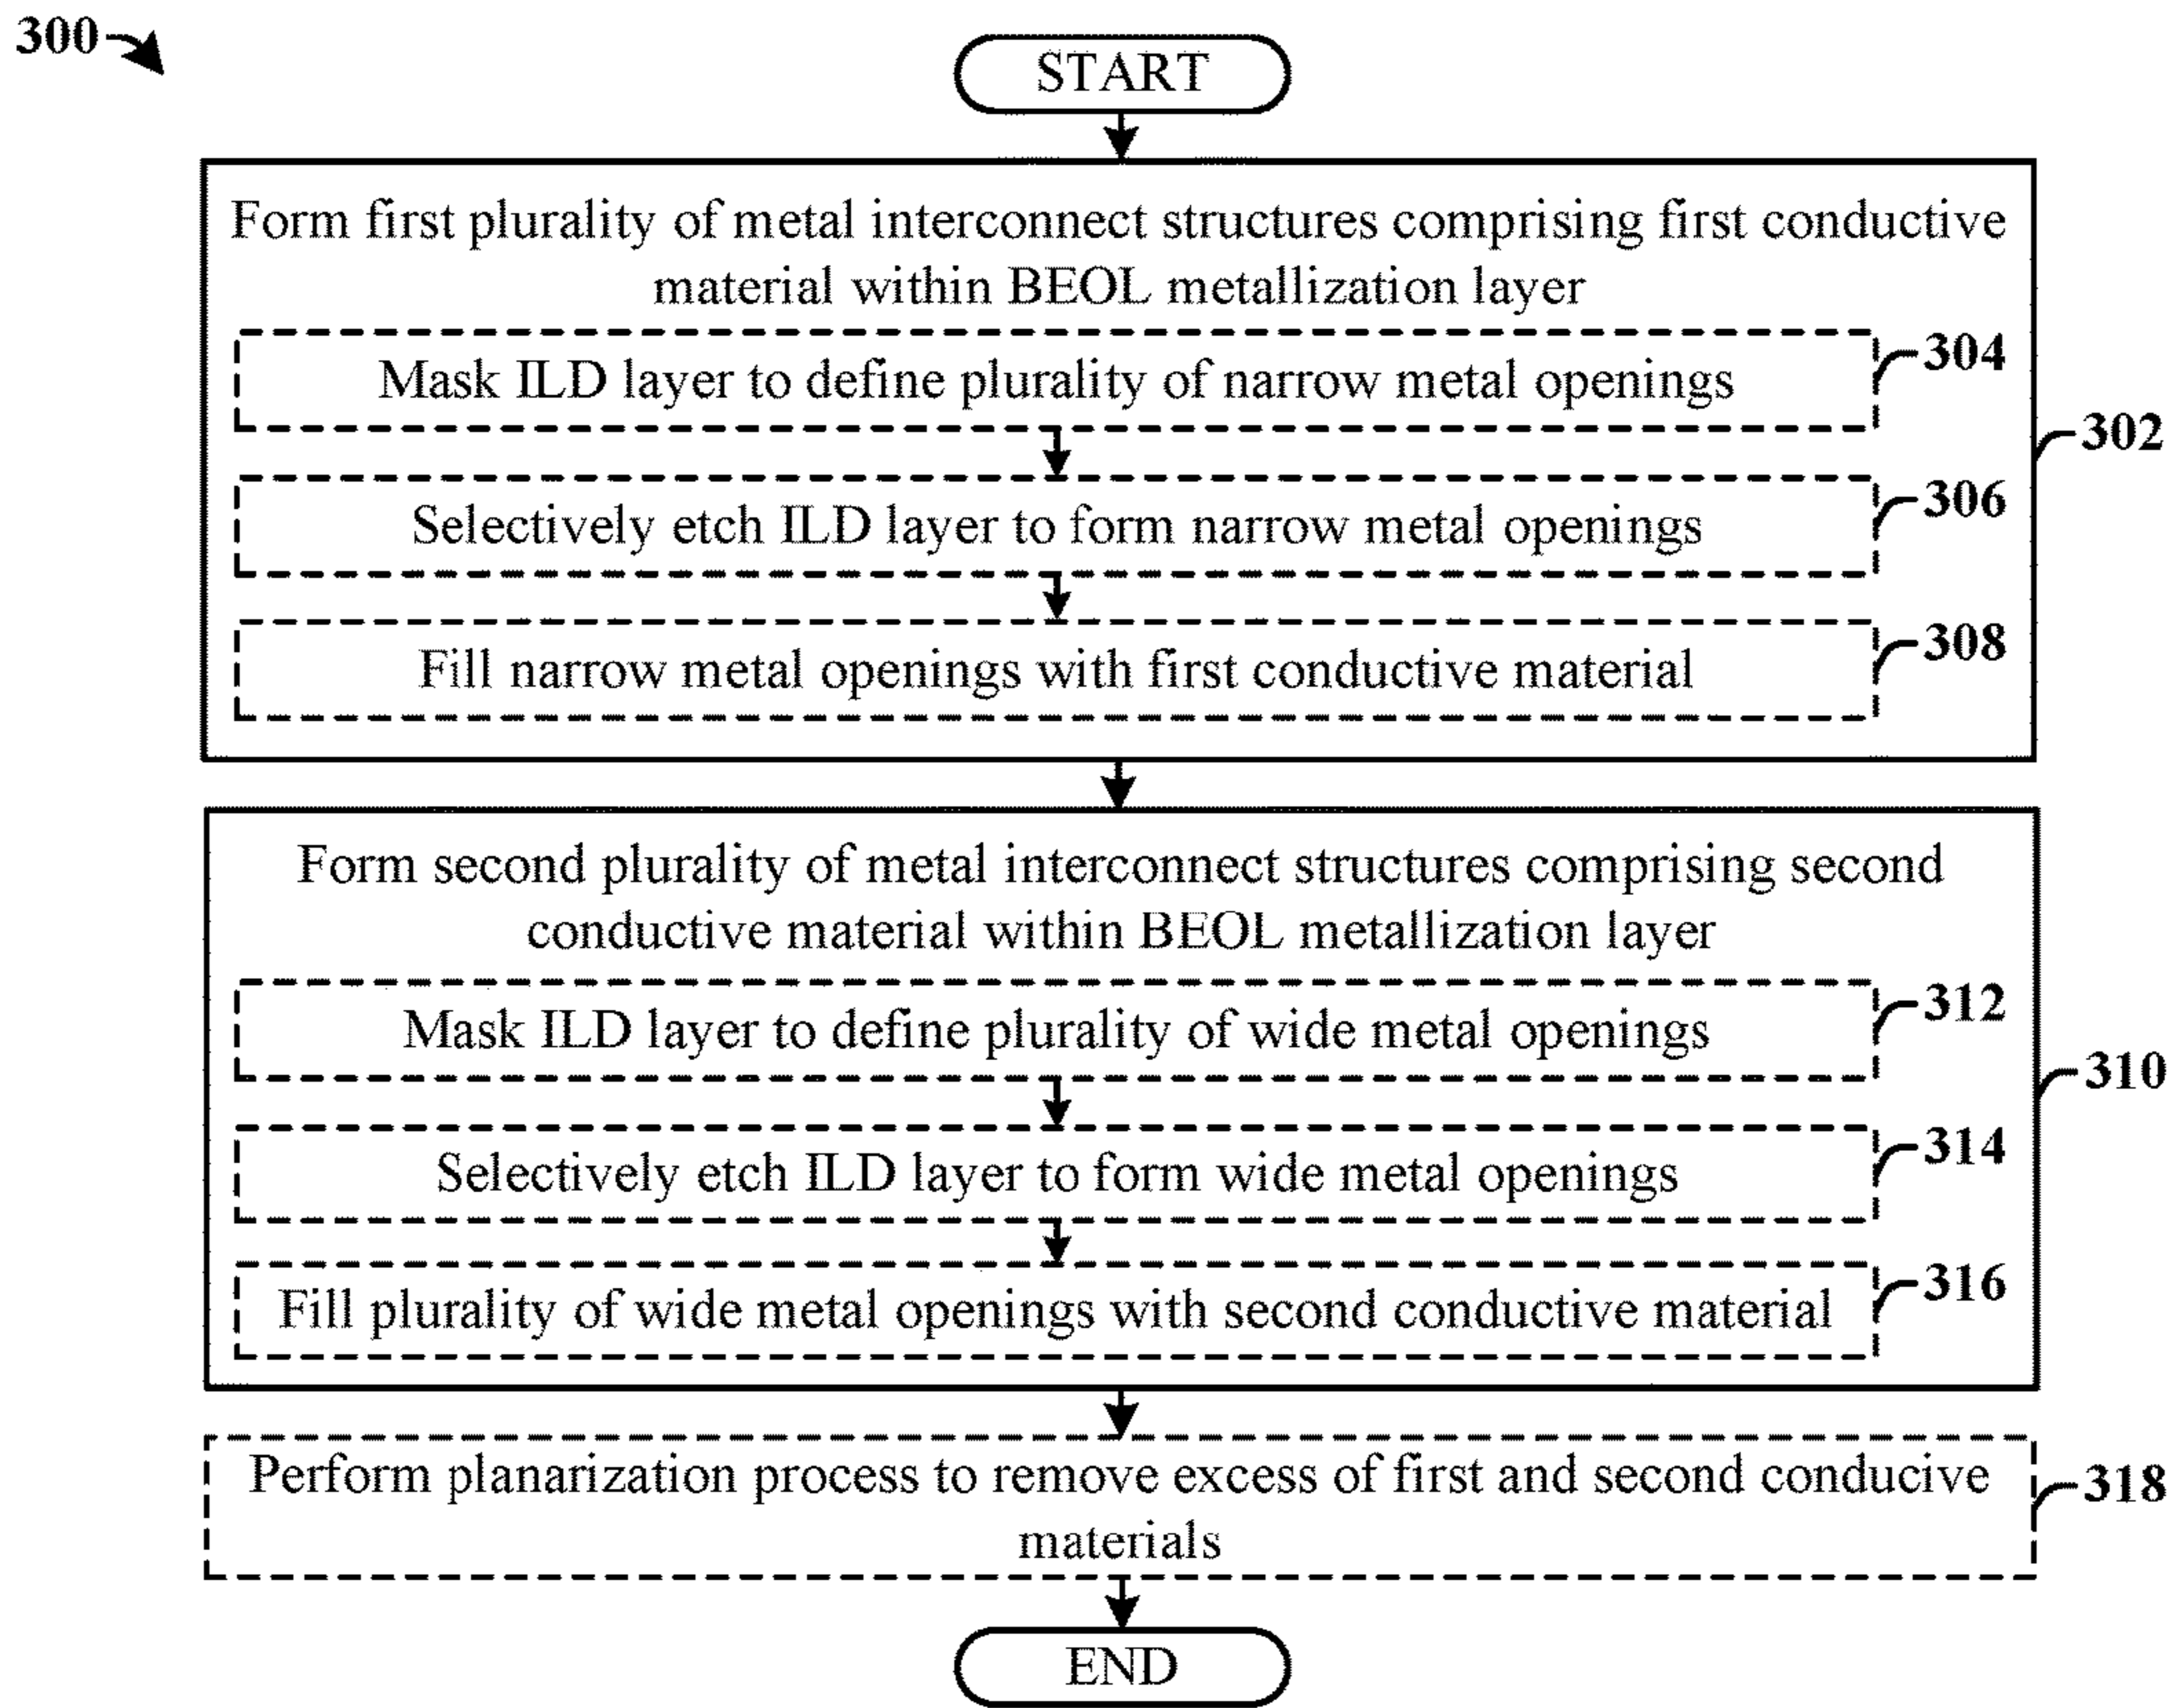 300
START
Form first plurality of metal interconnect structures comprising first conductive
material within BEOL metallization layer
Mask ILD layer to define plurality of narrow metal openings
304
302
Selectively etch ILD layer to form narrow metal openings
306
Fill narrow metal openings with first conductive material
308
Form second plurality of metal interconnect structures comprising second
conductive material within BEOL metallization layer
Mask ILD layer to define plurality of wide metal openings
312
310
Selectively etch ILD layer to form wide metal openings
314
Fill plurality of wide metal openings with second conductive material
316
Perform planarization process to remove excess of first and second conducive
materials
318
END